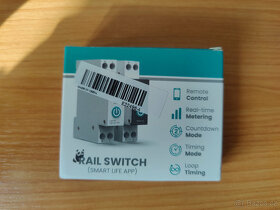 Remote
Control
Real-time
Metering
Countdown
Mode
Timing
Mode
Loop
Timing
RAIL SWITCH
(SMART LIFE APP)